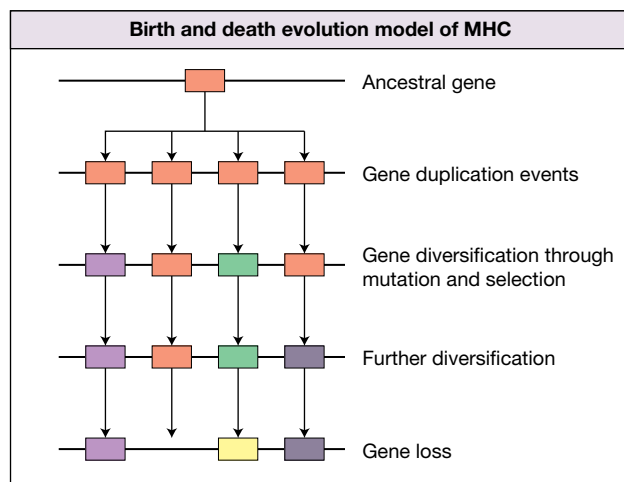 Birth and death evolution model of MHC
Ancestral gene
Gene duplication events
Gene diversification through
mutation and selection
Further diversification
Gene loss